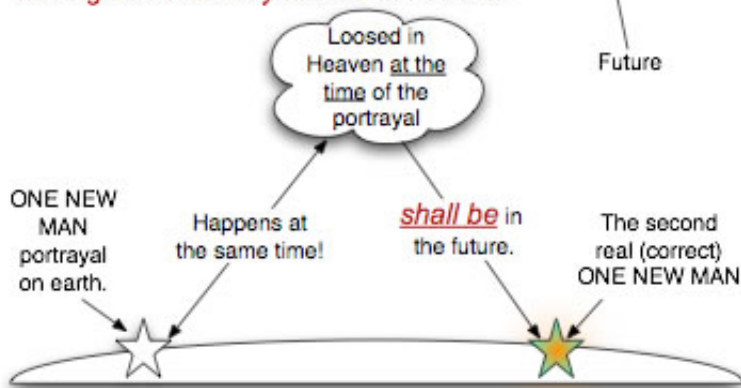 Loosed in
Heaven at the
time of the
portrayal
Future
ONE NEW
MAN
portrayal
on earth.
Happens at
the same time!
shall be in
the future.
The second
real (correct)
ONE NEW MAN